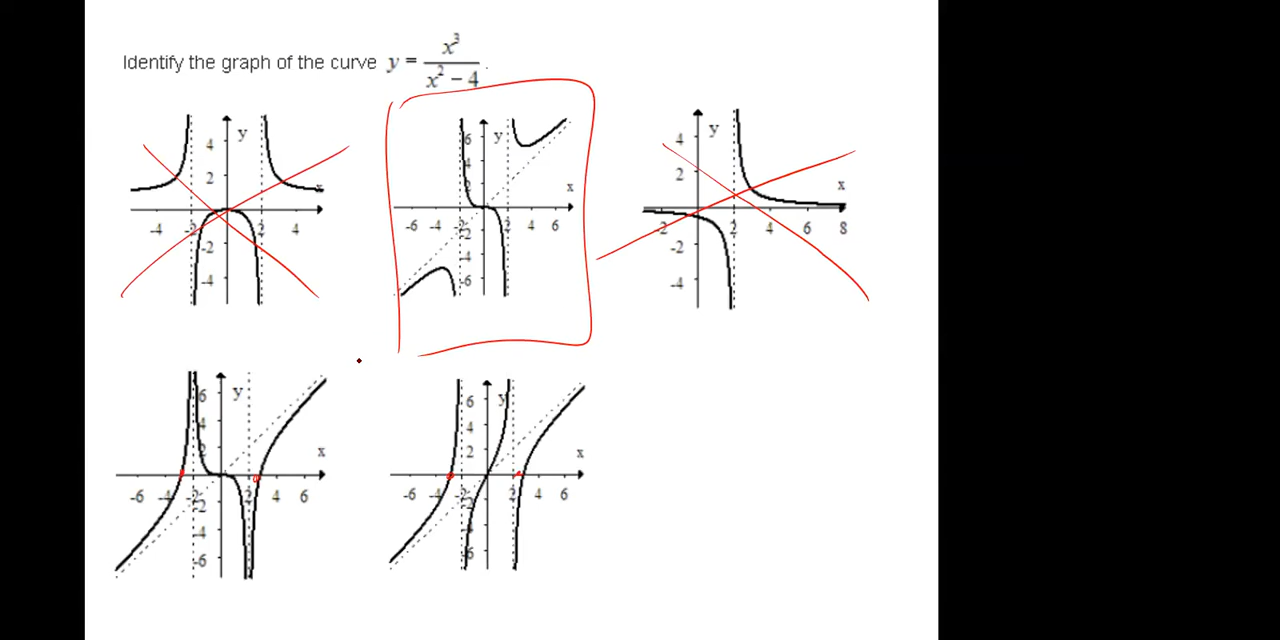 Identify the graph of the curve y = x³ / (x² − 4) .
y 4 2 x -4 -2 2 4 -2 -4
y 6 4 2 x -6 -4 -2 2 4 6 -2 -4 -6
y 4 2 x -2 2 4 6 8 -2 -4
y 6 4 2 x -6 -4 -2 2 4 6 -2 -4 -6
y 6 4 2 x -6 -4 -2 2 4 6 -2 -4 -6